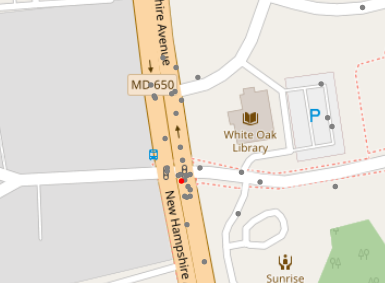 hire Avenue
MD 650
P
White Oak
Library
New Hampshire
Sunrise